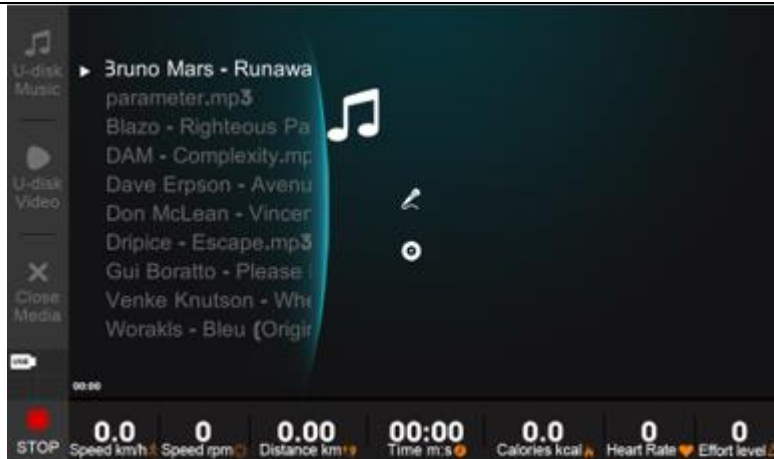 U-disk
Music
U-disk
Video
Close
Media
USB
STOP
Bruno Mars - Runawa
parameter.mp3
Blazo - Righteous Pa
DAM - Complexity.mp
Dave Erpson - Avenu
Don McLean - Vincen
Dripice - Escape.mp3
Gui Boratto - Please
Venke Knutson - Whe
Worakls - Bleu (Origin
00:00
0.0
Speed km/h
0
Speed rpm
0.00
Distance km
00:00
Time m:s
0.0
Calories kcal
0
Heart Rate
0
Effort level